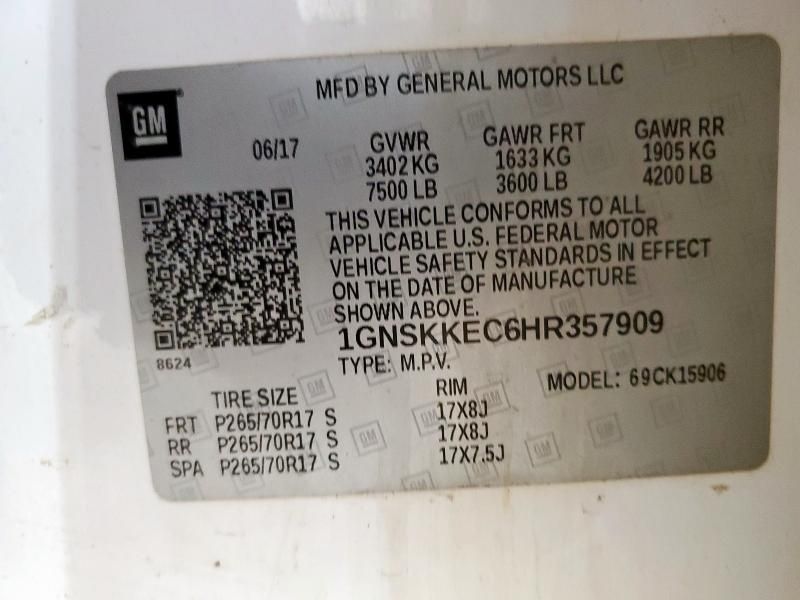 MFD BY GENERAL MOTORS LLC
GM
06/17 GVWR GAWR FRT GAWR RR
3402 KG 1633 KG 1905 KG
7500 LB 3600 LB 4200 LB
THIS VEHICLE CONFORMS TO ALL
APPLICABLE U.S. FEDERAL MOTOR
VEHICLE SAFETY STANDARDS IN EFFECT
ON THE DATE OF MANUFACTURE
SHOWN ABOVE.
1GNSKKEC6HR357909
8624 TYPE: M.P.V.
MODEL: 69CK15906
TIRE SIZE RIM
FRT P265/70R17 S 17X8J
RR P265/70R17 S 17X8J
SPA P265/70R17 S 17X7.5J